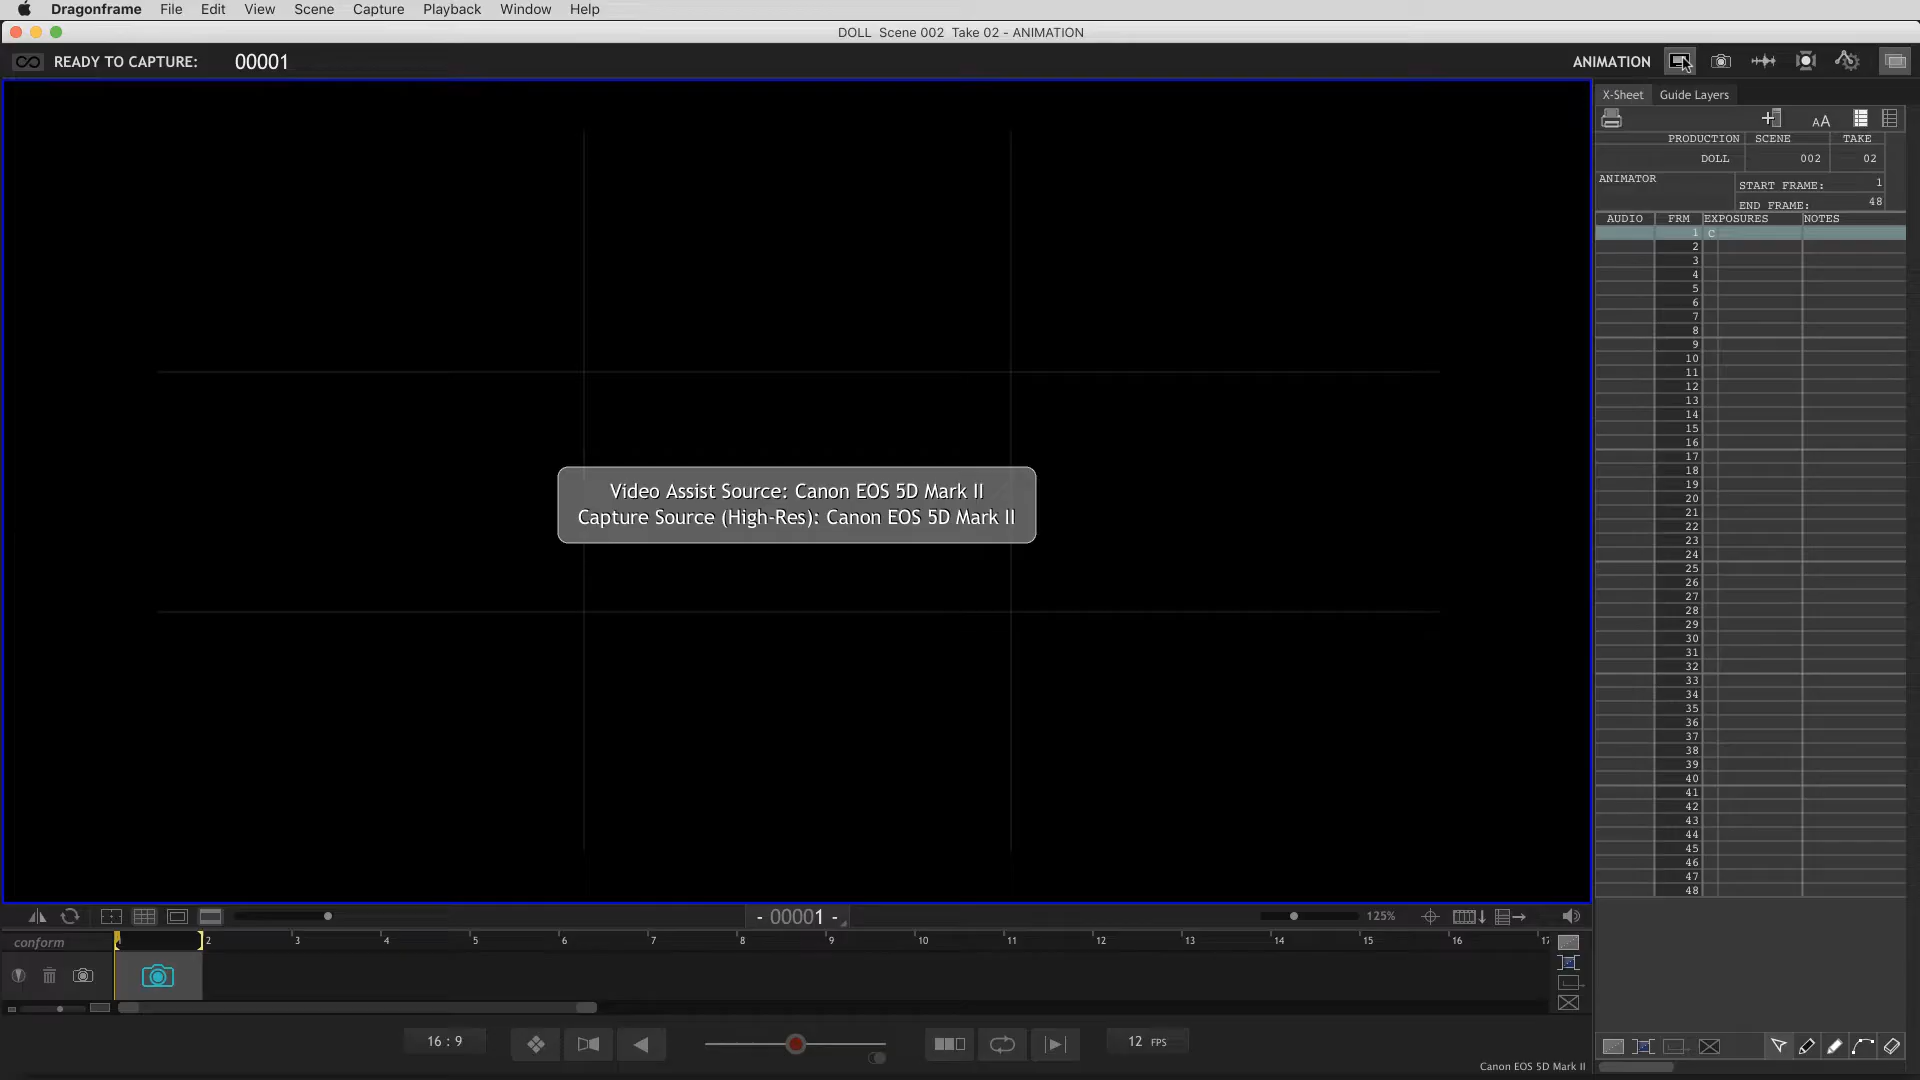 Dragonframe File Edit View Scene Capture Playback Window Help
DOLL Scene 002 Take 02 - ANIMATION
READY TO CAPTURE: 00001
ANIMATION
X-Sheet Guide Layers
AA
PRODUCTION SCENE TAKE
DOLL 002 02
ANIMATOR
START FRAME: 1
END FRAME: 48
AUDIO FRM EXPOSURES NOTES
1 C
2
3
4
5
6
7
8
9
10
11
12
13
14
15
16
17
18
19
20
21
22
23
24
25
26
27
28
29
30
31
32
33
34
35
36
37
38
39
40
41
42
43
44
45
46
47
48
Video Assist Source: Canon EOS 5D Mark II
Capture Source (High-Res): Canon EOS 5D Mark II
- 00001 -
125%
conform
1 2 3 4 5 6 7 8 9 10 11 12 13 14 15 16 17
16 : 9
12 FPS
Canon EOS 5D Mark II